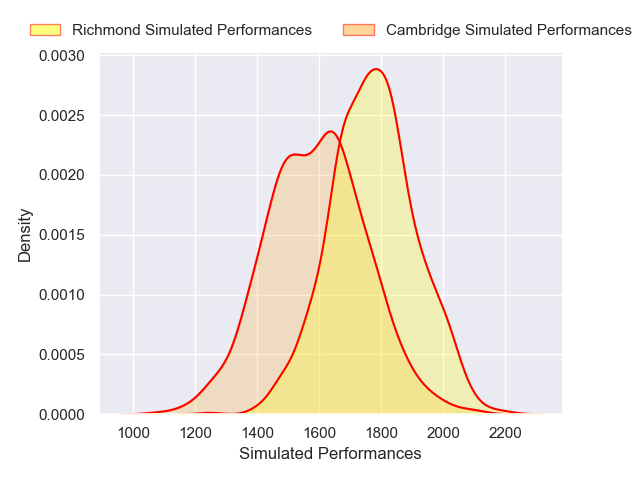 Richmond Simulated Performances Cambridge Simulated Performances
0.0030
0.0025
0.0020
0.0015
0.0010
0.0005
0.0000
Density
1000 1200 1400 1600 1800 2000 2200
Simulated Performances